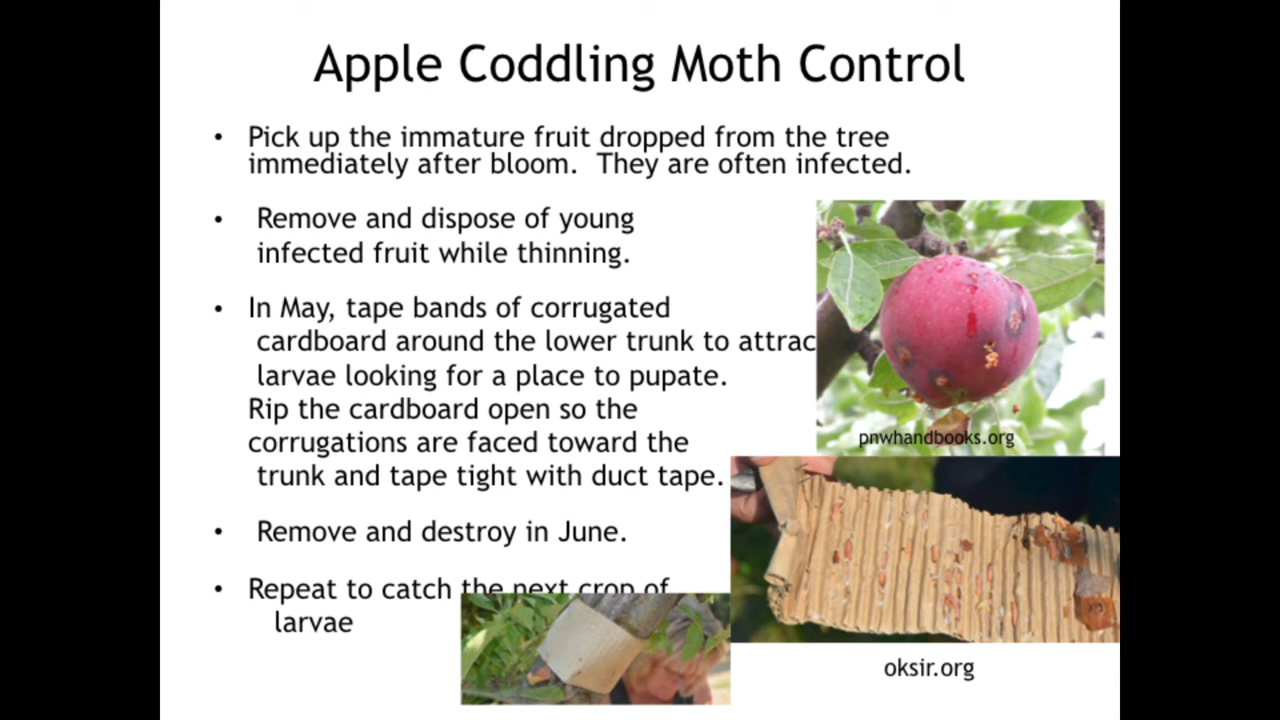 Apple Coddling Moth Control
• Pick up the immature fruit dropped from the tree
immediately after bloom.  They are often infected.
• Remove and dispose of young
infected fruit while thinning.
• In May, tape bands of corrugated
cardboard around the lower trunk to attrac
larvae looking for a place to pupate.
Rip the cardboard open so the
corrugations are faced toward the
trunk and tape tight with duct tape.
• Remove and destroy in June.
• Repeat to catch the next crop of
larvae
pnwhandbooks.org
oksir.org